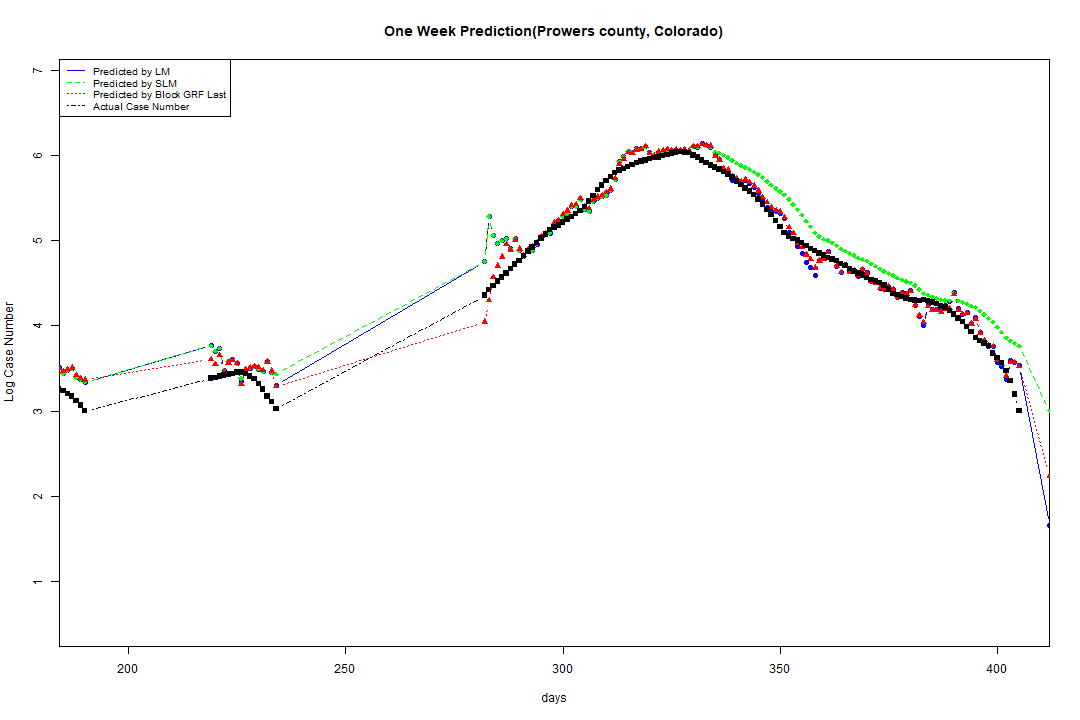 One Week Prediction(Prowers county, Colorado)
Predicted by LM
Predicted by SLM
Predicted by Block GRF Last
Actual Case Number
7
6
5
4
3
2
1
Log Case Number
200 250 300 350 400
days